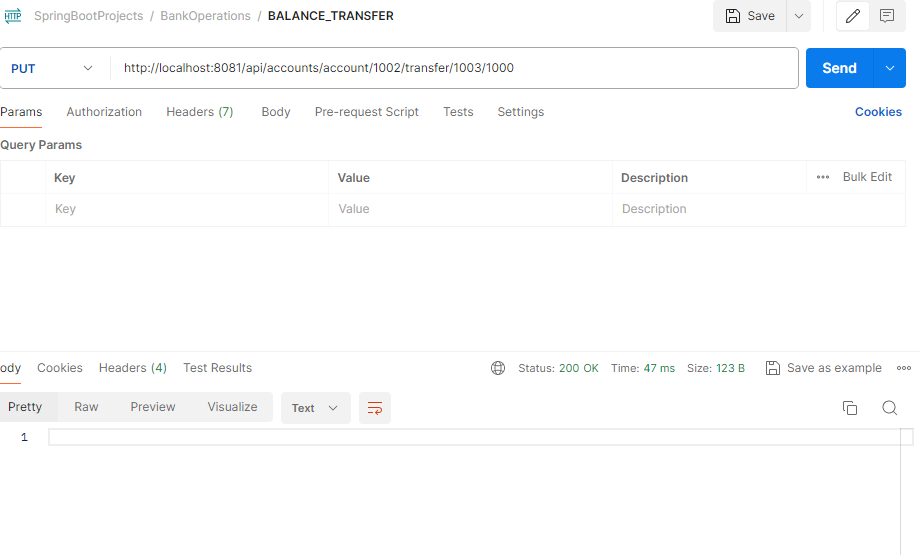 HTTP SpringBootProjects / BankOperations / BALANCE_TRANSFER Save
PUT http://localhost:8081/api/accounts/account/1002/transfer/1003/1000 Send
Params Authorization Headers (7) Body Pre-request Script Tests Settings Cookies
Query Params
Key Value Description Bulk Edit
Key Value Description
ody Cookies Headers (4) Test Results Status: 200 OK Time: 47 ms Size: 123 B Save as example
Pretty Raw Preview Visualize Text
1